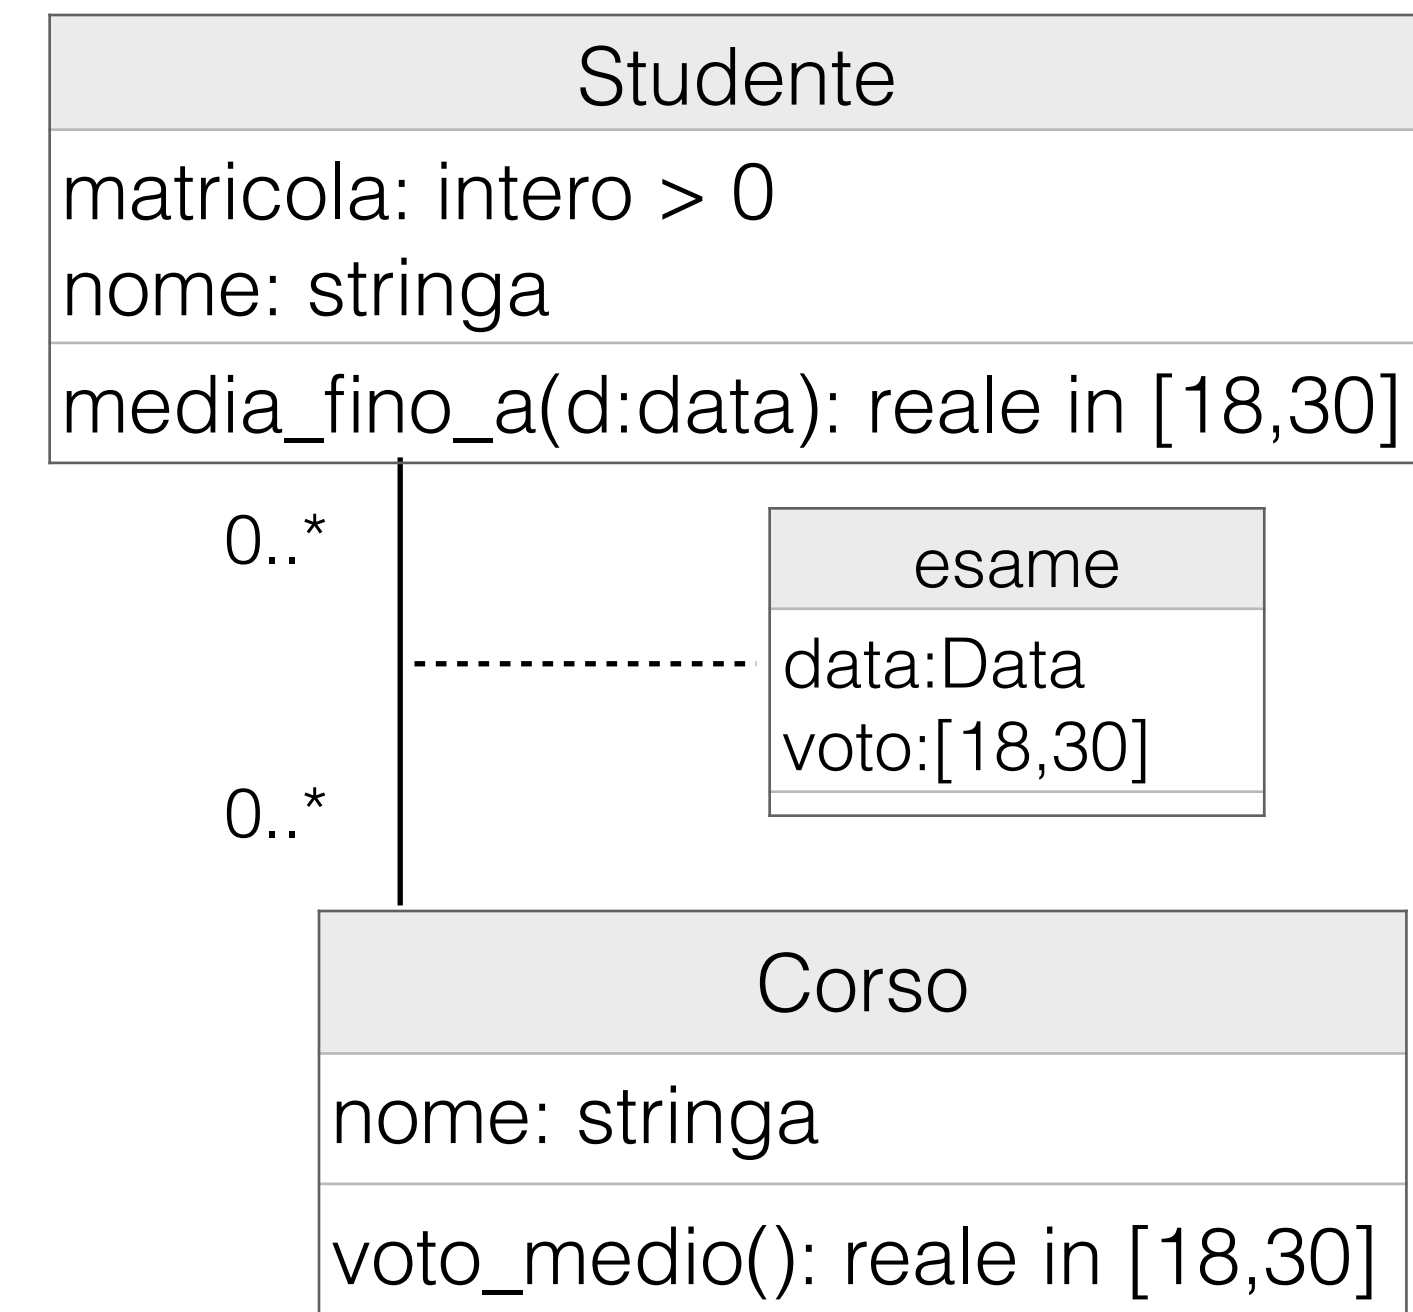 Studente
matricola: intero > 0
nome: stringa
media_fino_a(d:data): reale in [18,30]
0..*
esame
data:Data
voto:[18,30]
0..*
Corso
nome: stringa
voto_medio(): reale in [18,30]